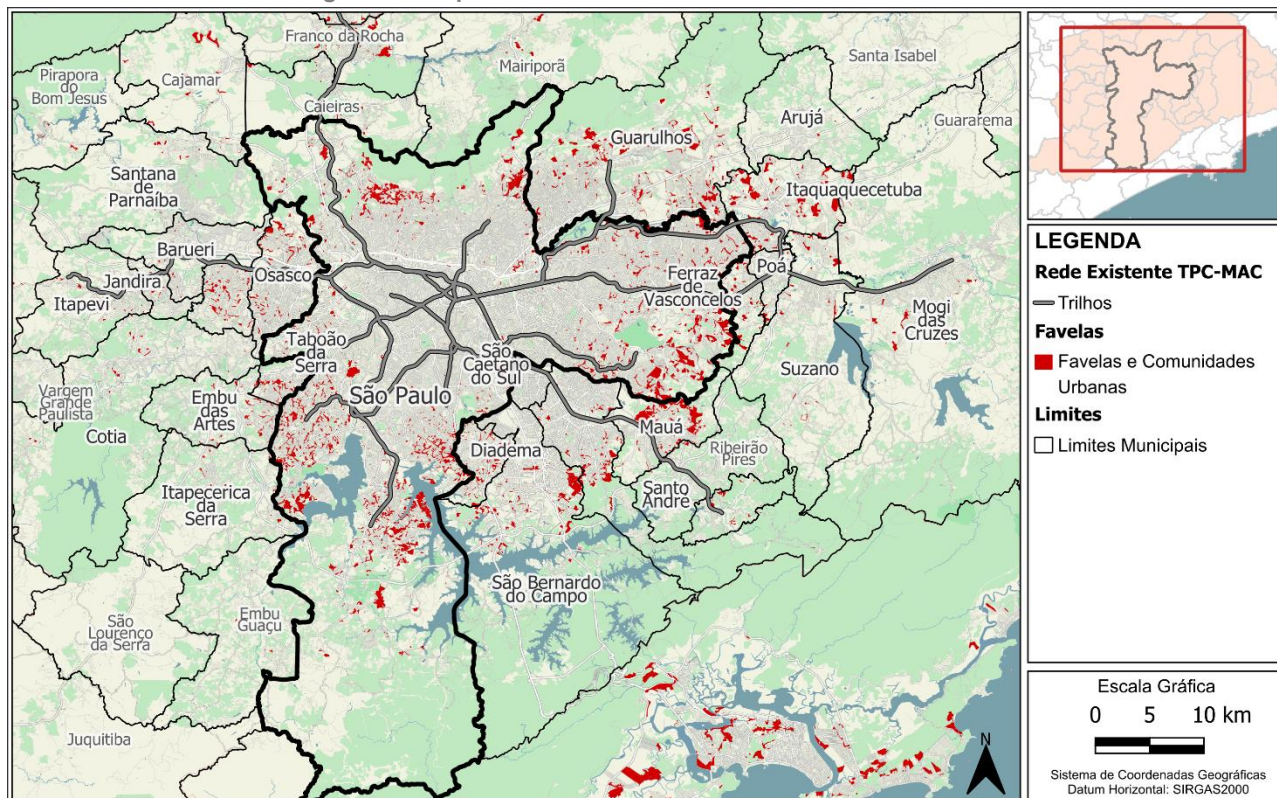 Franco da Rocha
Mairiporã
Santa Isabel
Pirapora
do
Bom Jesus
Cajamar
Caieiras
Guararema
Arujá
Guarulhos
Santana
de
Parnaíba
Itaquaquecetuba
Barueri
Jandira
Itapevi
Osasco
Poá
Ferraz
de
Vasconcelos
Mogi
das
Cruzes
Taboão
da
Serra
São
Caetano
do Sul
Suzano
Vargem
Grande
Paulista
Cotia
Embu
das
Artes
São Paulo
Mauá
Diadema
Ribeirão
Pires
Itapecerica
da
Serra
Santo
André
São Bernardo
do Campo
Embu
Guaçu
São
Lourenço
da Serra
Juquitiba
N
LEGENDA
Rede Existente TPC-MAC
Trilhos
Favelas
Favelas e Comunidades
Urbanas
Limites
Limites Municipais
Escala Gráfica
0 5 10 km
Sistema de Coordenadas Geográficas
Datum Horizontal: SIRGAS2000